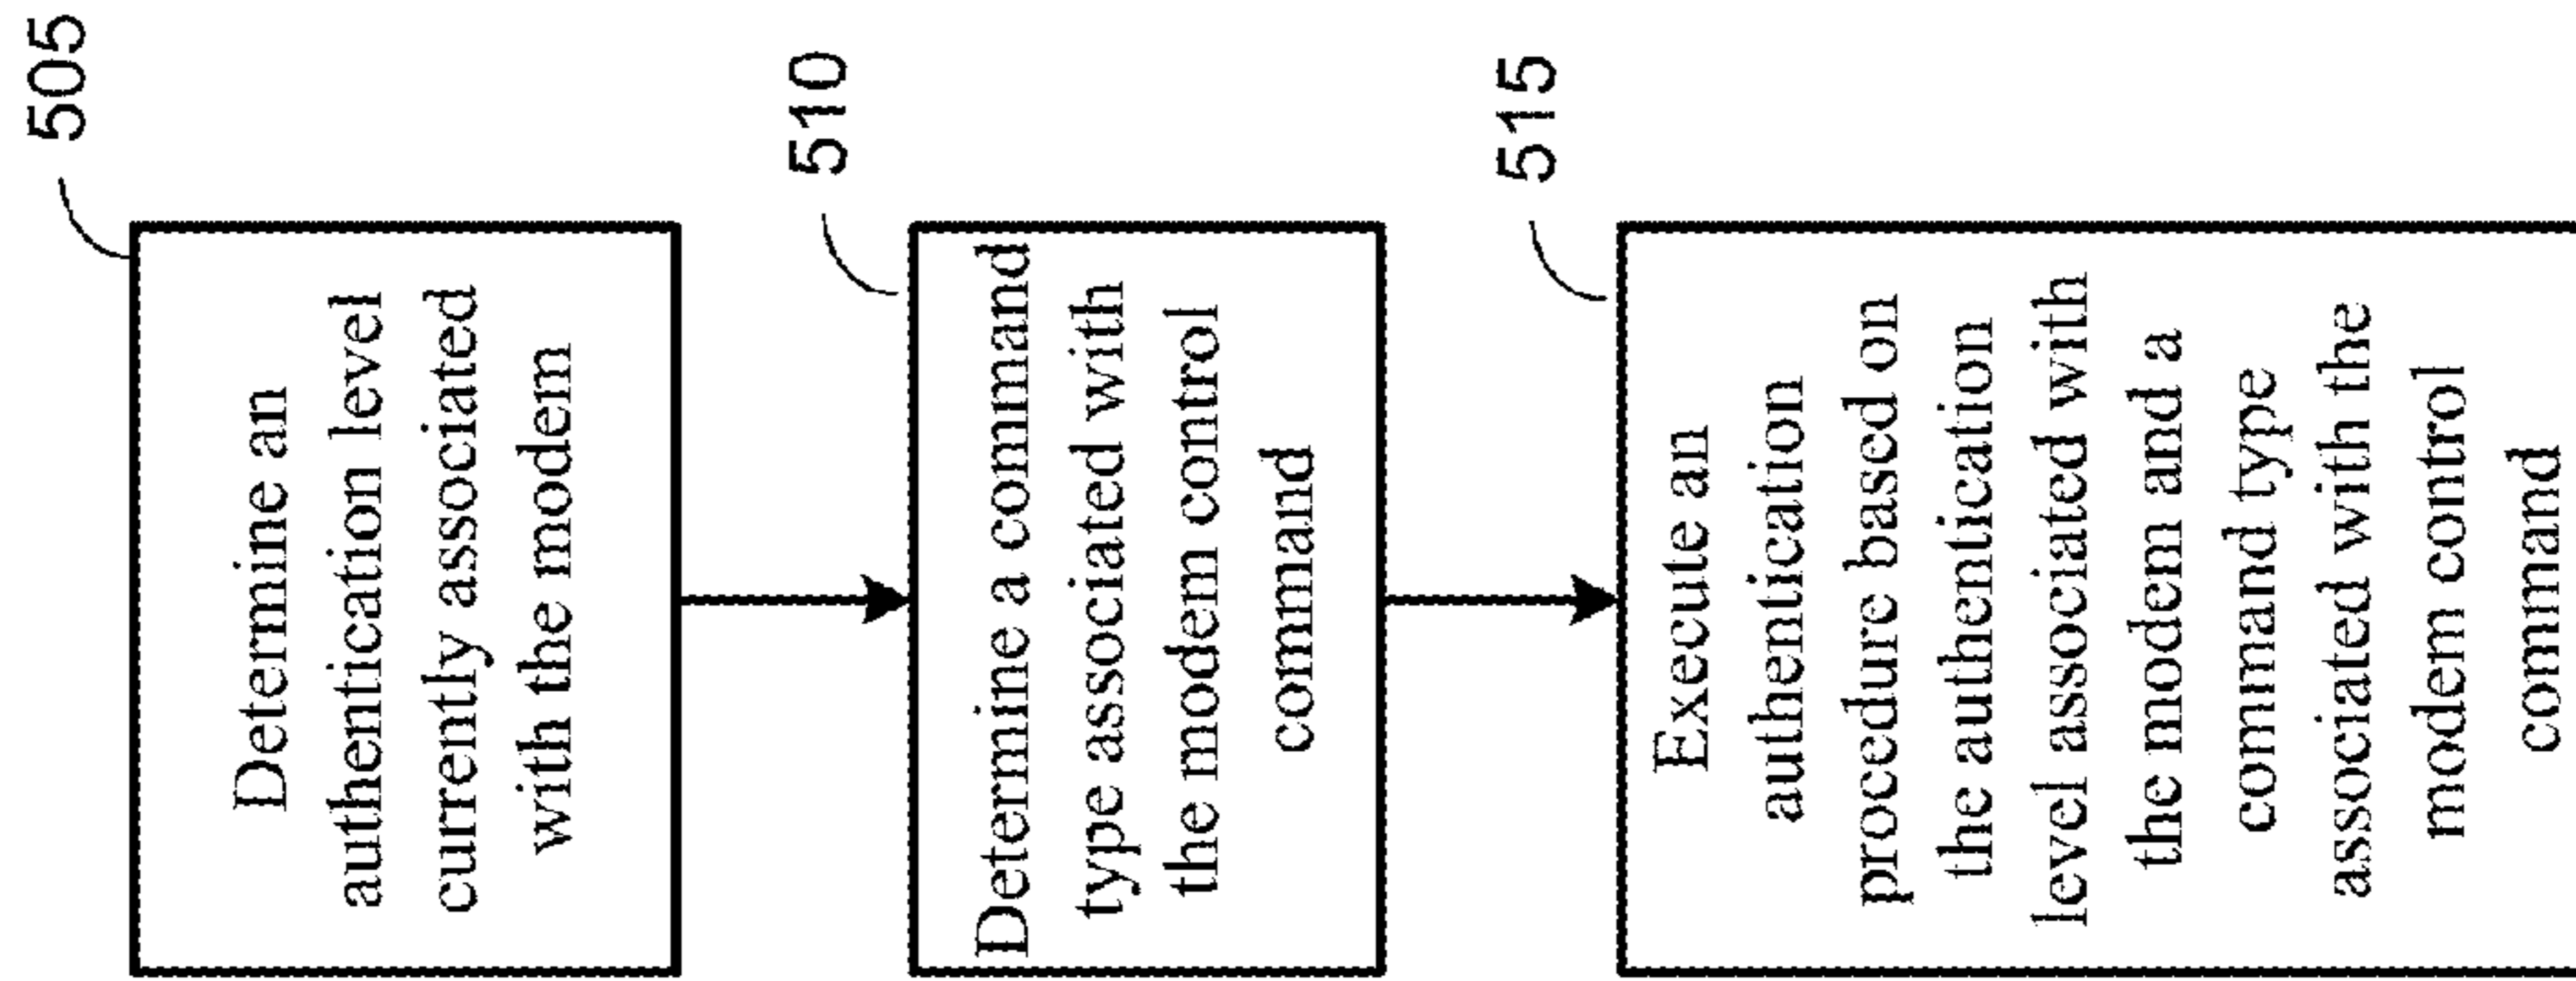 505
Determine an
authentication level
currently associated
with the modem
510
Determine a command
type associated with
the modem control
command
515
Execute an
authentication
procedure based on
the authentication
level associated with
the modem and a
command type
associated with the
modem control
command